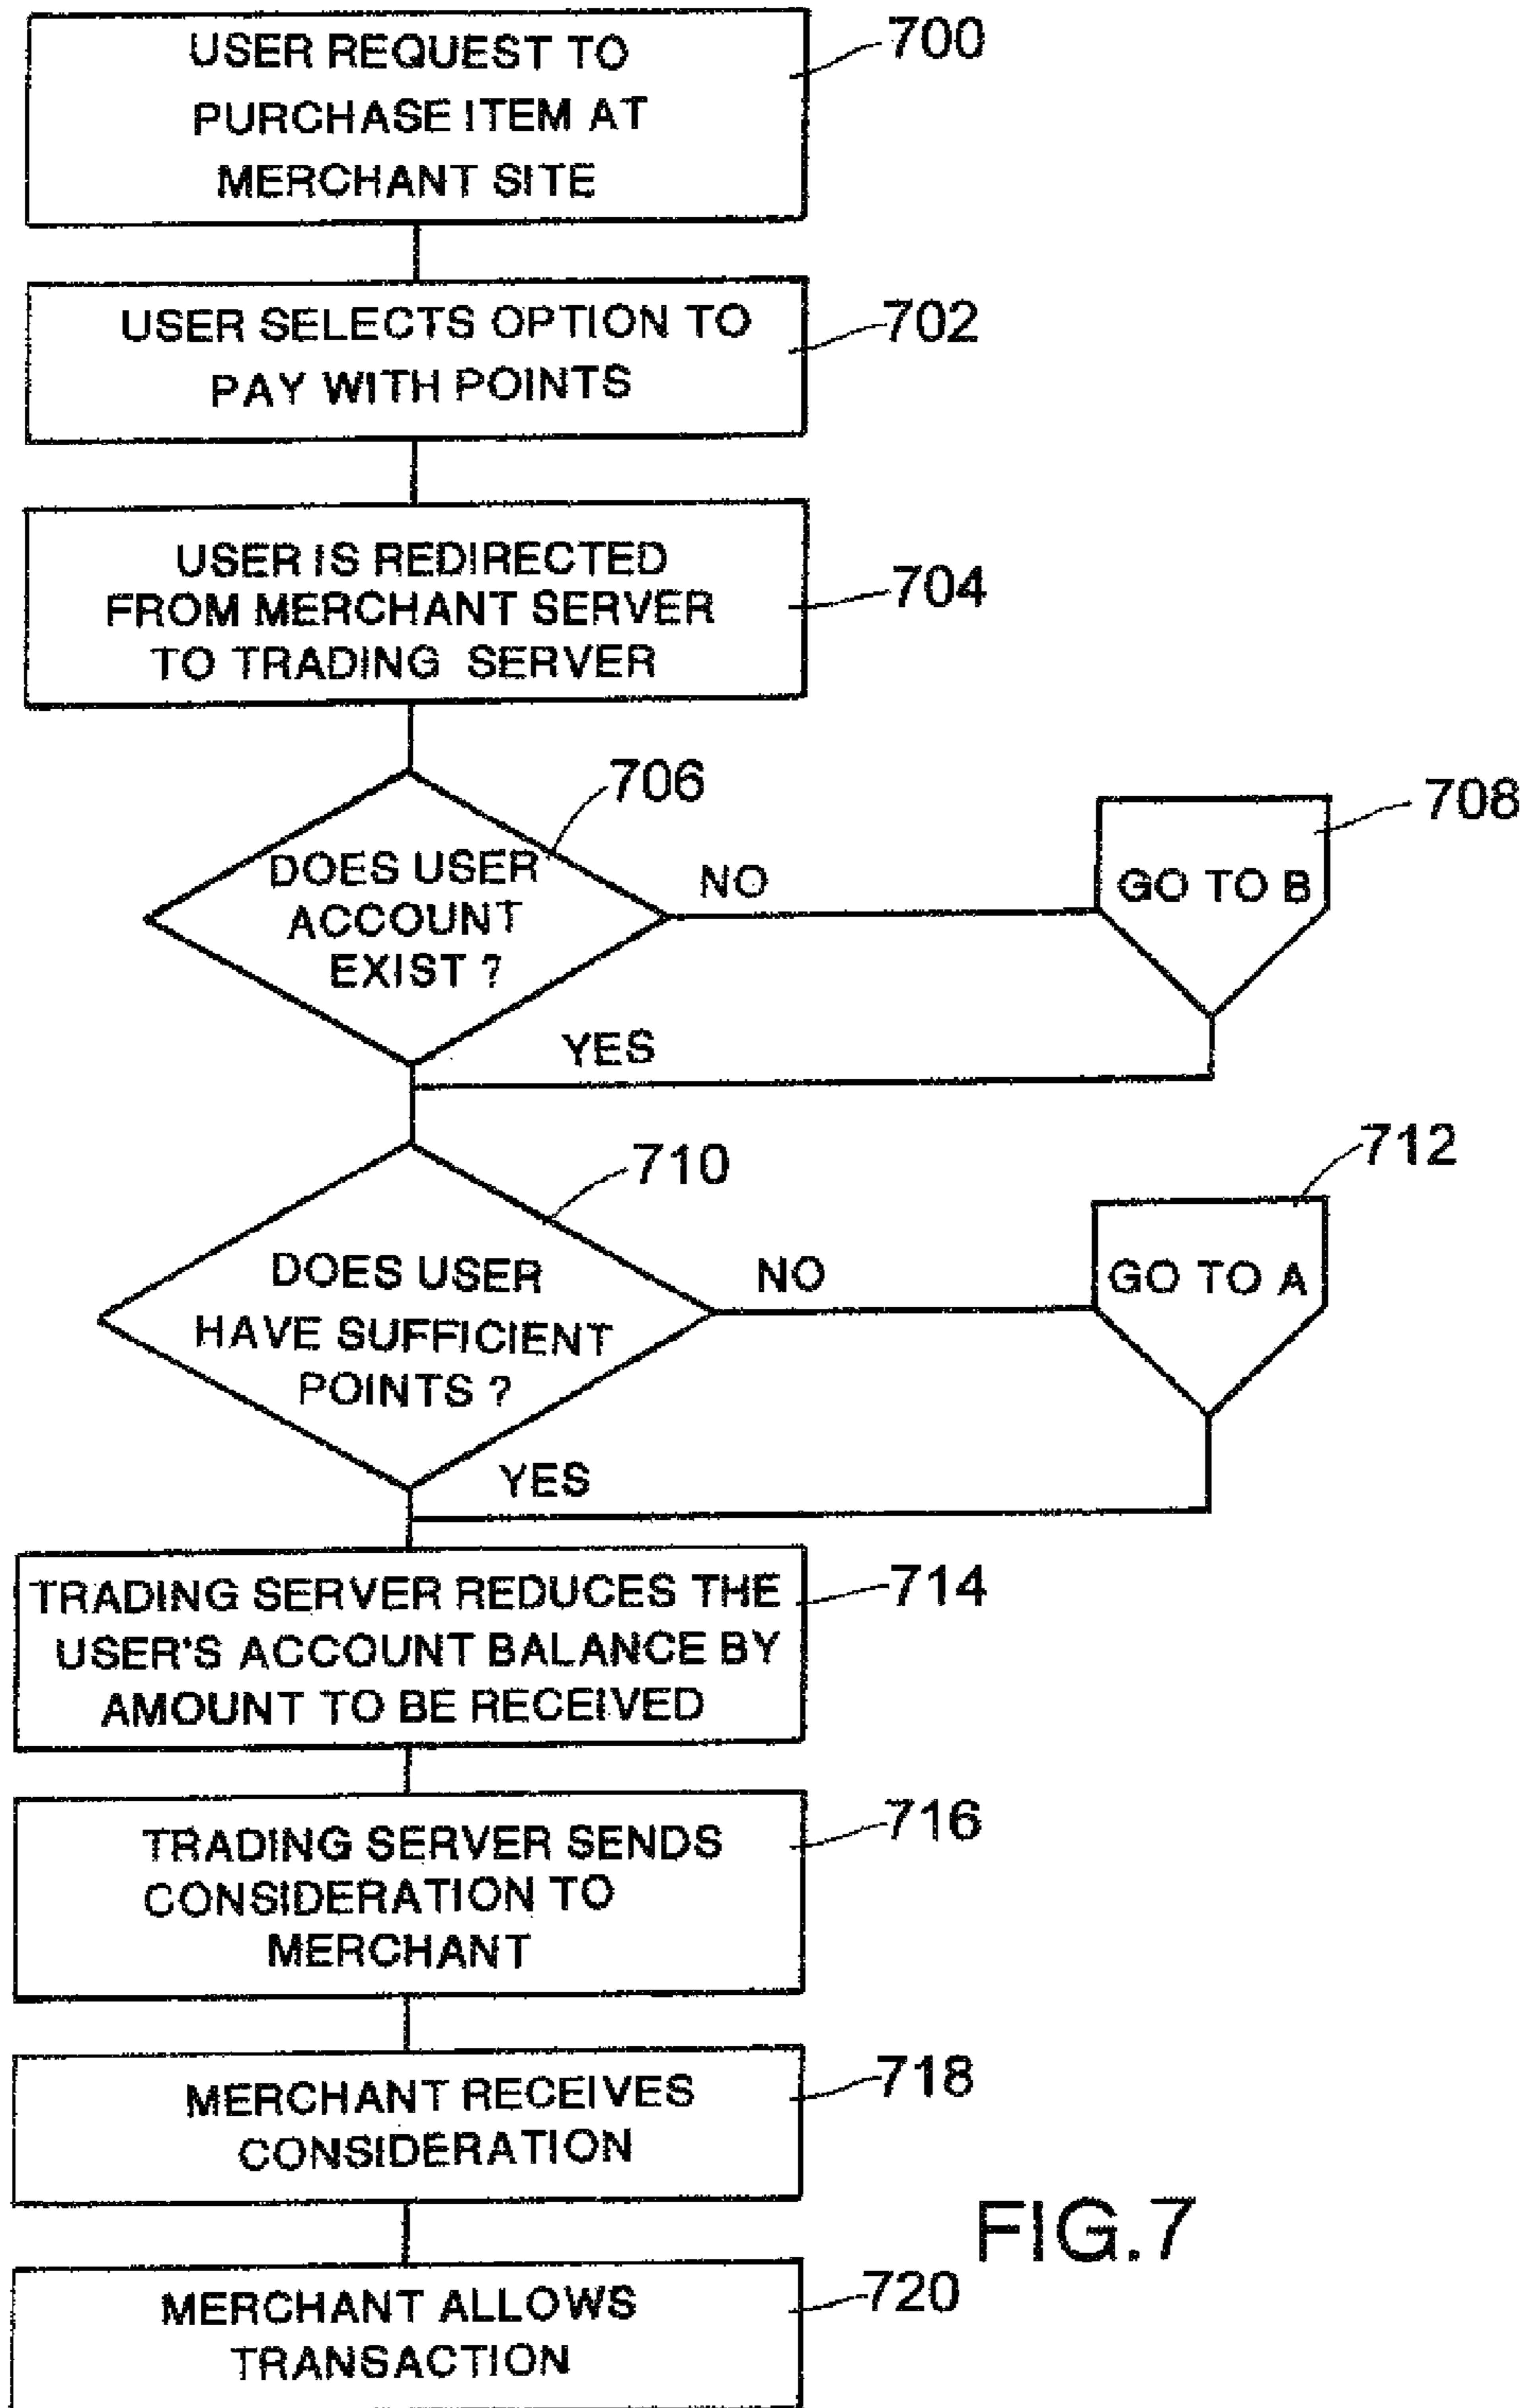 USER REQUEST TO
PURCHASE ITEM AT
MERCHANT SITE
700
USER SELECTS OPTION TO
PAY WITH POINTS
702
USER IS REDIRECTED
FROM MERCHANT SERVER
TO TRADING SERVER
704
706
DOES USER
ACCOUNT
EXIST ?
NO
708
GO TO B
YES
710
DOES USER
HAVE SUFFICIENT
POINTS ?
NO
712
GO TO A
YES
TRADING SERVER REDUCES THE
USER'S ACCOUNT BALANCE BY
AMOUNT TO BE RECEIVED
714
TRADING SERVER SENDS
CONSIDERATION TO
MERCHANT
716
MERCHANT RECEIVES
CONSIDERATION
718
MERCHANT ALLOWS
TRANSACTION
720
FIG.7